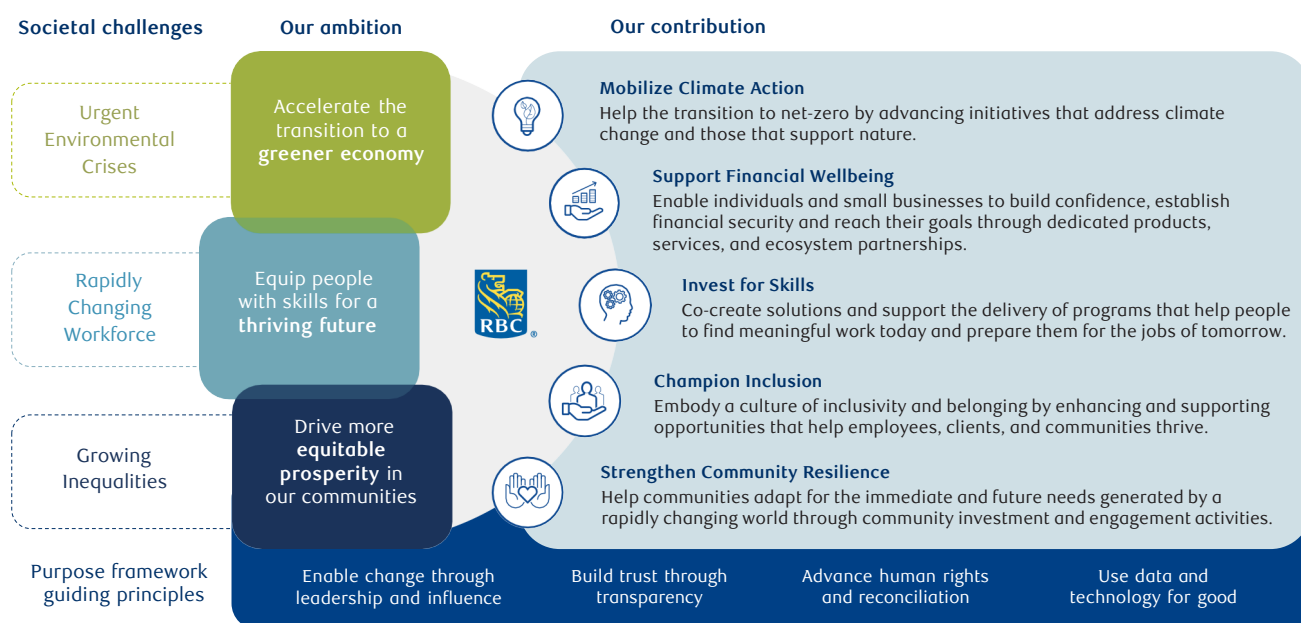 Societal challenges
Our ambition
Our contribution
Urgent
Environmental
Crises
Accelerate the
transition to a
greener economy
Mobilize Climate Action
Help the transition to net-zero by advancing initiatives that address climate
change and those that support nature.
Support Financial Wellbeing
Enable individuals and small businesses to build confidence, establish
financial security and reach their goals through dedicated products,
services, and ecosystem partnerships.
Rapidly
Changing
Workforce
Equip people
with skills for a
thriving future
RBC
®
Invest for Skills
Co-create solutions and support the delivery of programs that help people
to find meaningful work today and prepare them for the jobs of tomorrow.
Champion Inclusion
Embody a culture of inclusivity and belonging by enhancing and supporting
opportunities that help employees, clients, and communities thrive.
Growing
Inequalities
Drive more
equitable
prosperity in
our communities
Strengthen Community Resilience
Help communities adapt for the immediate and future needs generated by a
rapidly changing world through community investment and engagement activities.
Purpose framework
guiding principles
Enable change through
leadership and influence
Build trust through
transparency
Advance human rights
and reconciliation
Use data and
technology for good